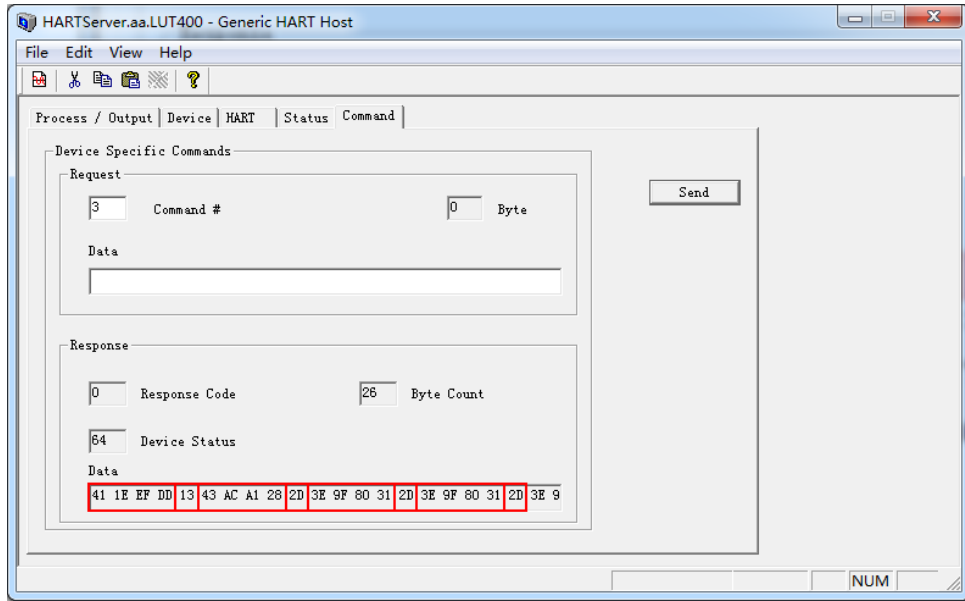 HARTServer.aa.LUT400 - Generic HART Host
File Edit View Help
Process / Output Device HART Status Command
Device Specific Commands
Request
3 Command # 0 Byte
Send
Data
Response
0 Response Code 26 Byte Count
64 Device Status
Data
41 1E EF DD 13 43 AC A1 28 2D 3E 9F 80 31 2D 3E 9F 80 31 2D 3E 9
NUM